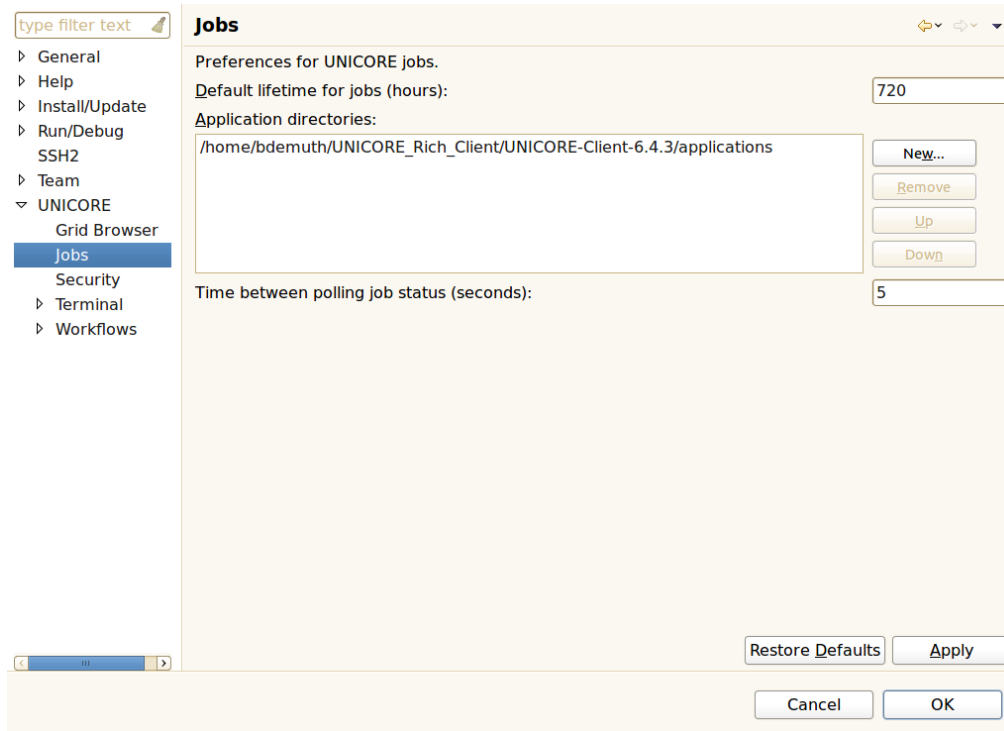 type filter text
General
Help
Install/Update
Run/Debug
SSH2
Team
UNICORE
Grid Browser
Jobs
Security
Terminal
Workflows
Jobs
Preferences for UNICORE jobs.
Default lifetime for jobs (hours):
720
Application directories:
/home/bdemuth/UNICORE_Rich_Client/UNICORE-Client-6.4.3/applications
New...
Remove
Up
Down
Time between polling job status (seconds):
5
Restore Defaults
Apply
Cancel
OK